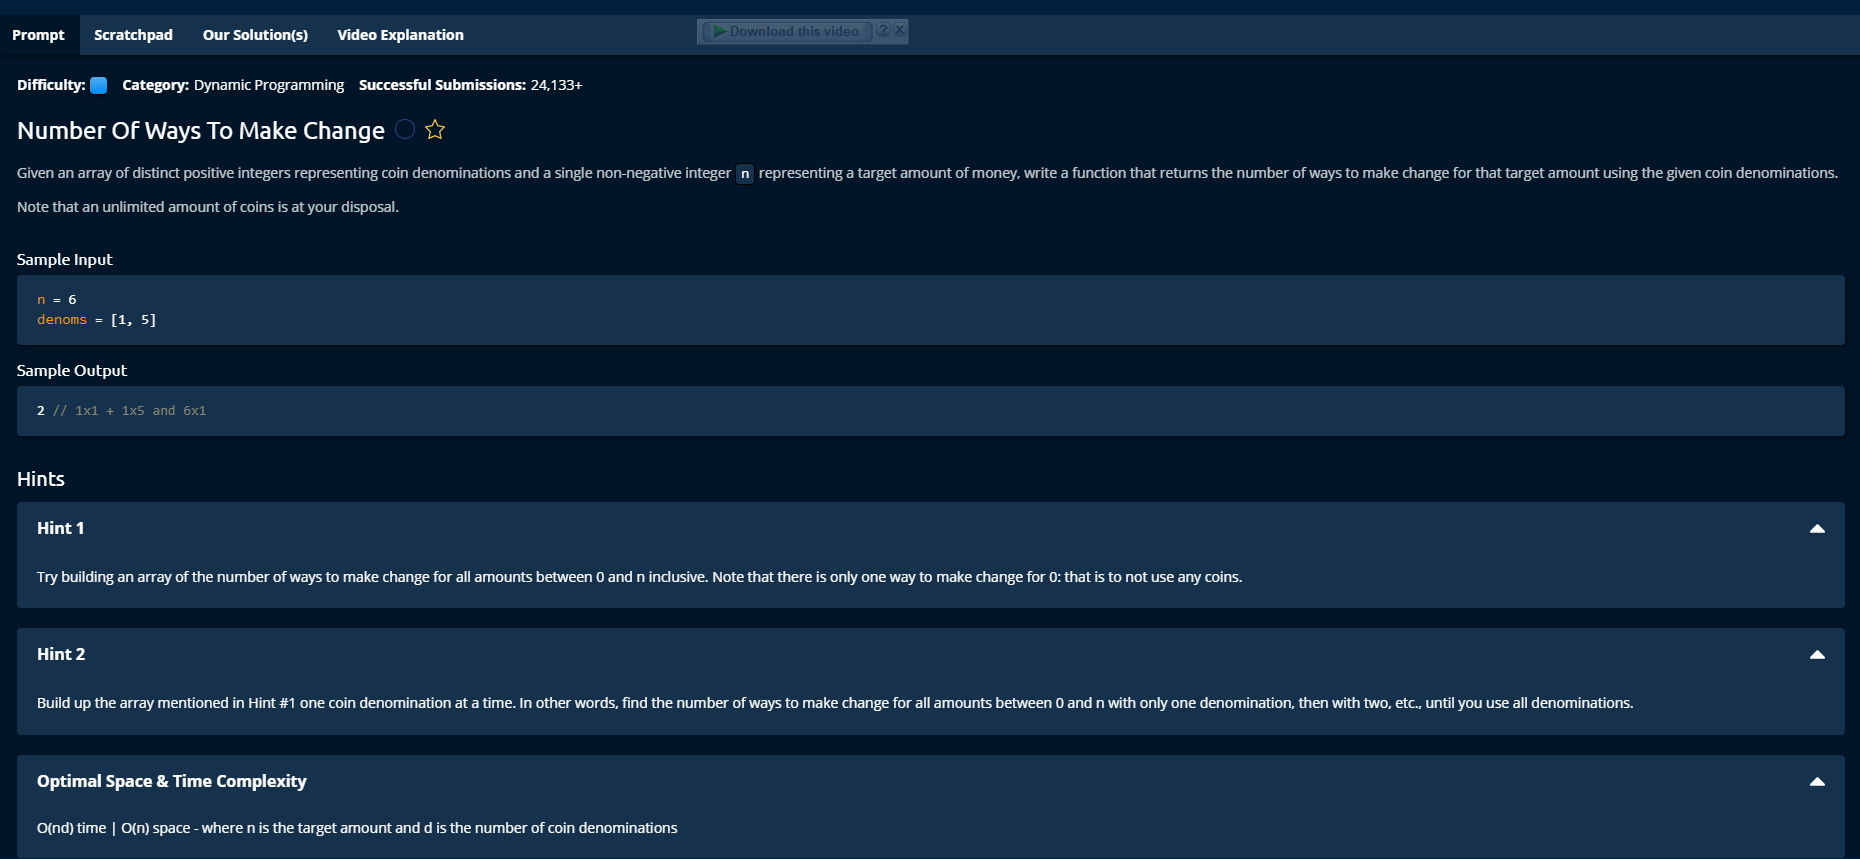 Prompt Scratchpad Our Solution(s) Video Explanation Download this video ? X
Difficulty: Category: Dynamic Programming Successful Submissions: 24,133+
Number Of Ways To Make Change
Given an array of distinct positive integers representing coin denominations and a single non-negative integer n representing a target amount of money, write a function that returns the number of ways to make change for that target amount using the given coin denominations.
Note that an unlimited amount of coins is at your disposal.
Sample Input
n = 6
denoms = [1, 5]
Sample Output
2 // 1x1 + 1x5 and 6x1
Hints
Hint 1
Try building an array of the number of ways to make change for all amounts between 0 and n inclusive. Note that there is only one way to make change for 0: that is to not use any coins.
Hint 2
Build up the array mentioned in Hint #1 one coin denomination at a time. In other words, find the number of ways to make change for all amounts between 0 and n with only one denomination, then with two, etc., until you use all denominations.
Optimal Space & Time Complexity
O(nd) time | O(n) space - where n is the target amount and d is the number of coin denominations